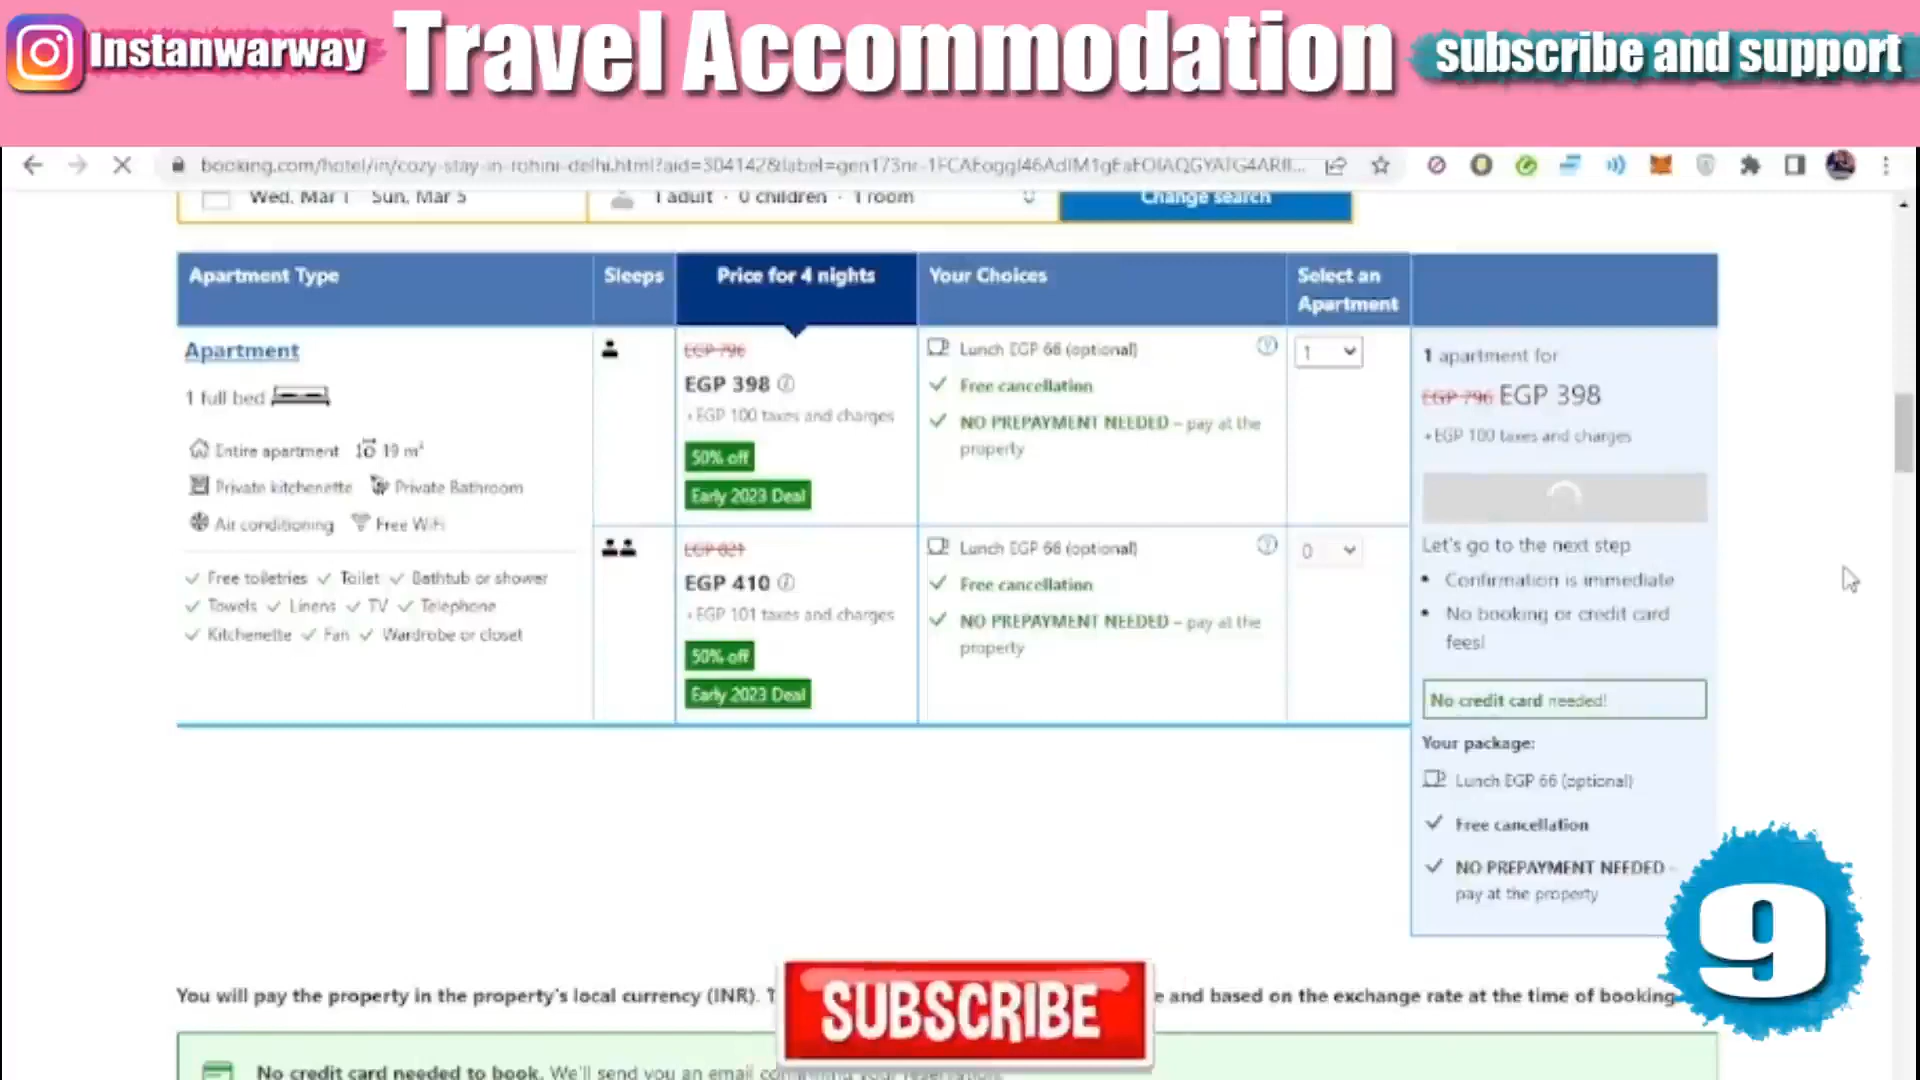 Instanwarway
Travel Accommodation
subscribe and support
booking.com/hotel/in/cozy-stay-in-rohini-delhi.html?aid=304142&label=gen173nr-1FCAEoggI46AdIM1gEaEOIAQGYATG4ARII...
Wed, Mar 1 Sun, Mar 5
1 adult · 0 children · 1 room
Change search
Apartment Type
Sleeps
Price for 4 nights
Your Choices
Select an
Apartment
Apartment
1 full bed
Entire apartment 19 m²
Private kitchenette Private Bathroom
Air conditioning Free WiFi
Free toiletries Toilet Bathtub or shower
Towels Linens TV Telephone
Kitchenette Fan Wardrobe or closet
EGP 796
EGP 398
+EGP 100 taxes and charges
50% off
Early 2023 Deal
Lunch EGP 66 (optional)
Free cancellation
NO PREPAYMENT NEEDED – pay at the
property
1
EGP 821
EGP 410
+EGP 101 taxes and charges
50% off
Early 2023 Deal
Lunch EGP 66 (optional)
Free cancellation
NO PREPAYMENT NEEDED – pay at the
property
0
1 apartment for
EGP 796 EGP 398
+EGP 100 taxes and charges
Let's go to the next step
• Confirmation is immediate
• No booking or credit card
fees!
No credit card needed!
Your package:
Lunch EGP 66 (optional)
Free cancellation
NO PREPAYMENT NEEDED –
pay at the property
9
You will pay the property in the property's local currency (INR). T
e and based on the exchange rate at the time of booking
SUBSCRIBE
No credit card needed to book. We'll send you an email confirming your reservation.